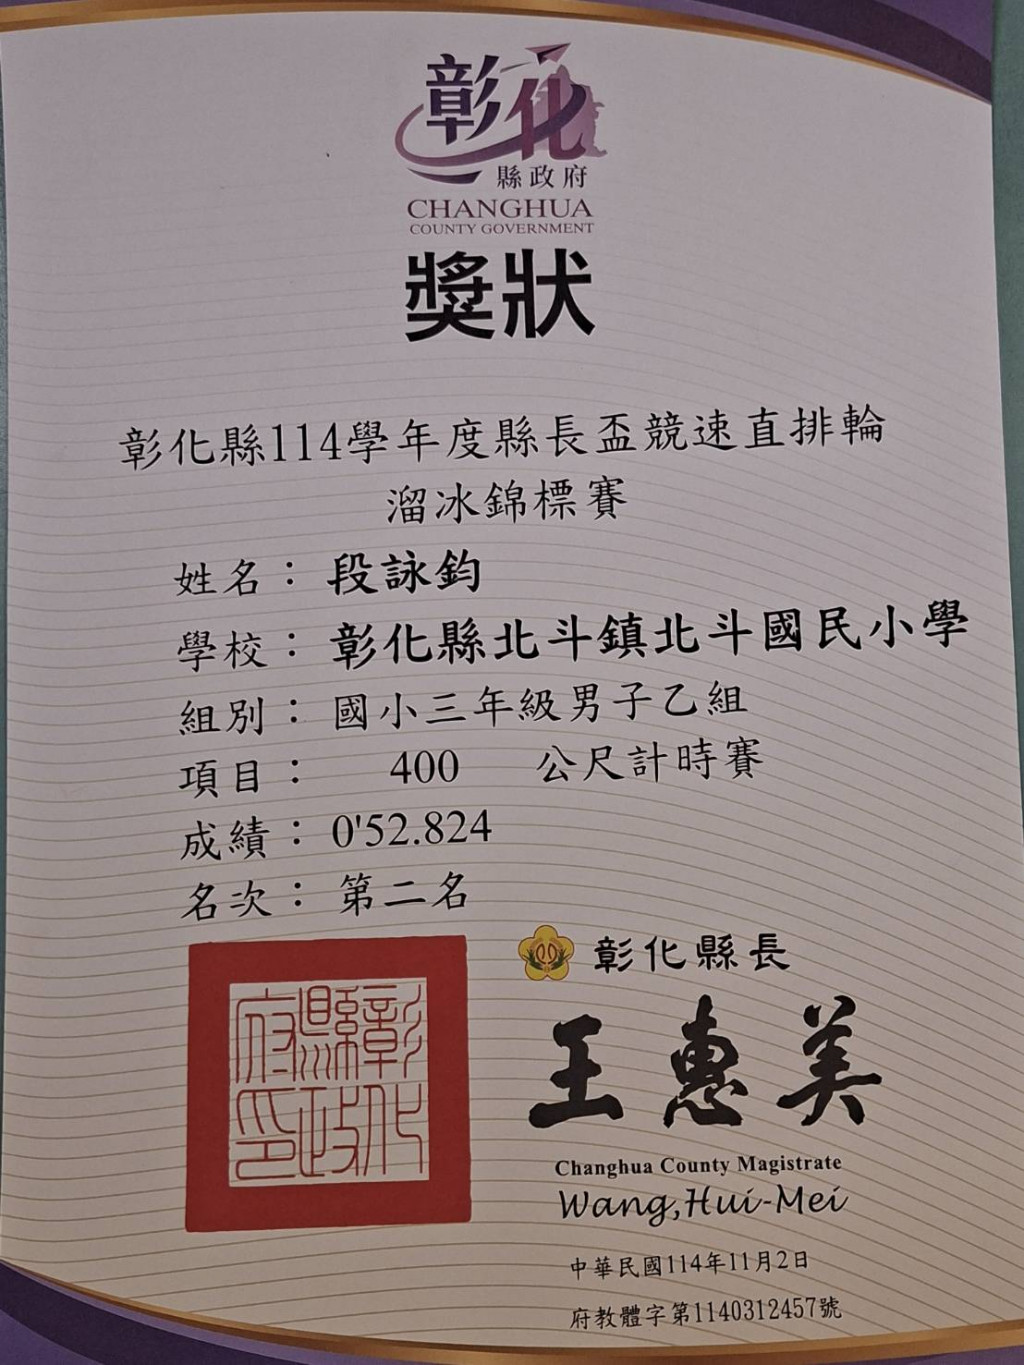 彰化
縣政府
CHANGHUA
COUNTY GOVERNMENT
獎狀
彰化縣114學年度縣長盃競速直排輪
溜冰錦標賽
姓名：段詠鈞
學校：彰化縣北斗鎮北斗國民小學
組別：國小三年級男子乙組
項目： 400 公尺計時賽
成績：0'52.824
名次：第二名
彰化縣政府印
彰化縣長
王惠美
Changhua County Magistrate
Wang,Hui-Mei
中華民國114年11月2日
府教體字第1140312457號